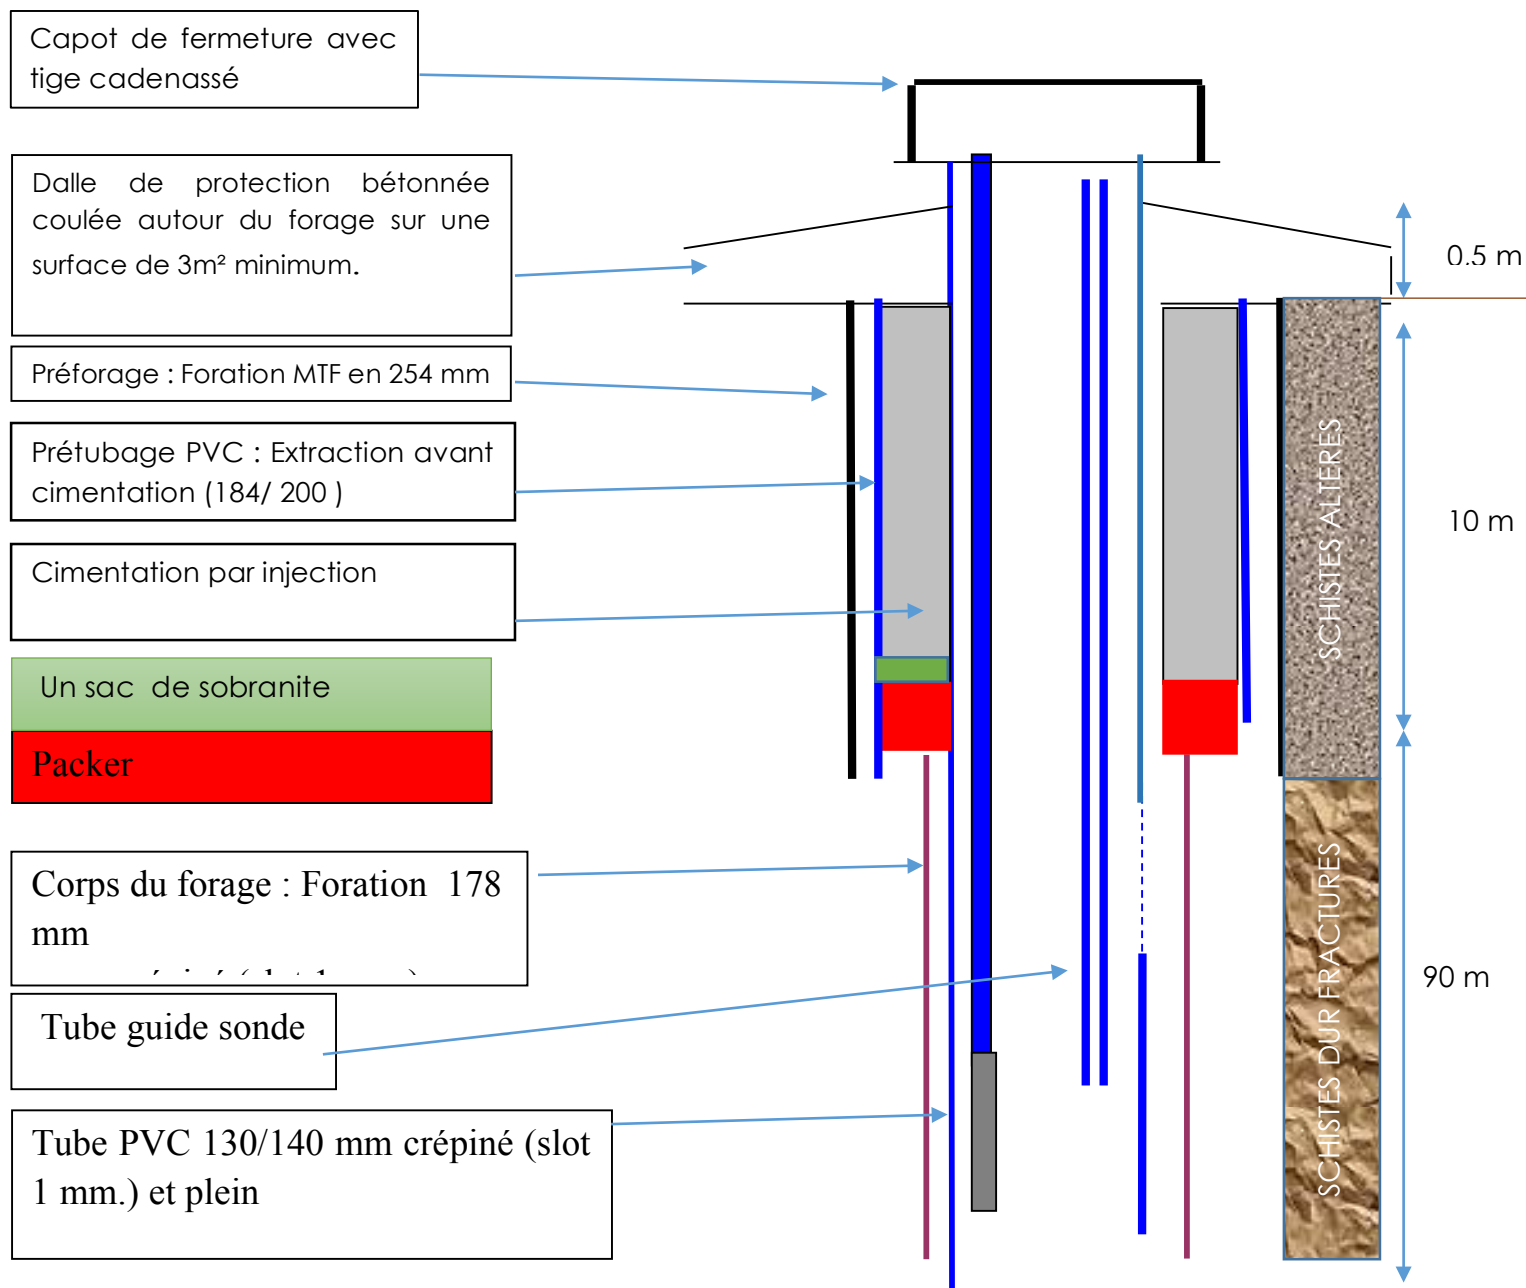 Capot de fermeture avec
tige cadenassé
Dalle de protection bétonnée
coulée autour du forage sur une
surface de 3m² minimum.
0.5 m
Préforage : Foration MTF en 254 mm
Prétubage PVC : Extraction avant
cimentation (184/ 200 )
10 m
SCHISTES ALTERES
Cimentation par injection
Un sac de sobranite
Packer
Corps du forage : Foration 178
mm
90 m
SCHISTES DUR FRACTURES
Tube guide sonde
Tube PVC 130/140 mm crépiné (slot
1 mm.) et plein